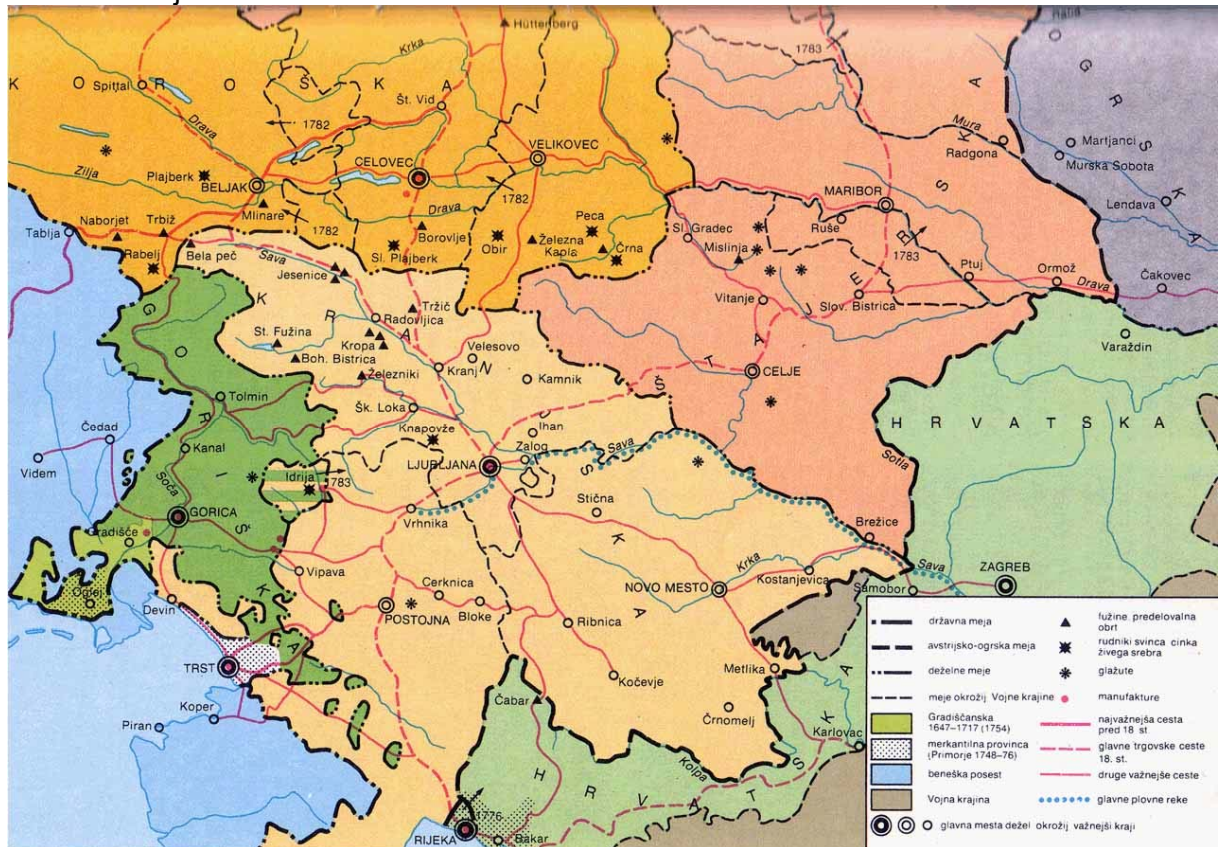 Hüttenberg
1783
Krka
K O R O Š K A
Spittal
Drava
Št. Vid
1782
VELIKOVEC
Mura
Radgona
Martjanci
Murska Sobota
O G R S K A
Zilja
Plajberk
CELOVEC
BELJAK
Mlinare
Drava
1782
MARIBOR
Lendava
Tablja
Naborjet
Trbiž
Rabelj
1782
Borovlje
Sl. Plajberk
Obir
Železna Kapla
Peca
Črna
Sl. Gradec
Mislinja
Ruše
1783
Bela peč
Sava
Jesenice
Ptuj
Ormož
Drava
Čakovec
Vitanje
Slov. Bistrica
Tržič
Radovljica
St. Fužina
Kropa
Boh. Bistrica
Železniki
Velesovo
Kranj
Kamnik
Varaždin
CELJE
Š T A J E R S K A
K R A N J S K A
G O R I Š K A
Tolmin
Šk. Loka
Knapovže
Ihan
Zalog
Sava
HRVATSKA
Čedad
Kanal
Videm
LJUBLJANA
Sotla
Idrija
1783
Soča
GORICA
Vrhnika
Stična
Gradišče
Brežice
Krka
Kostanjevica
Sava
ZAGREB
Samobor
Oglej
Devin
Vipava
Cerknica
POSTOJNA
Bloke
NOVO MESTO
Ribnica
TRST
Metlika
Koper
Piran
Čabar
Kočevje
Črnomelj
Karlovac
Kolpa
HRVATSKA
1776
RIJEKA
Bakar
državna meja
avstrijsko-ogrska meja
deželne meje
meje okrožij Vojne krajine
Gradiščanska
1647–1717 (1754)
merkantilna provinca
(Primorje 1748–76)
beneška posest
Vojna krajina
glavna mesta dežel okrožij važnejši kraji
fužine predelovalna
obrt
rudniki svinca cinka
živega srebra
glažute
manufakture
najvažnejša cesta
pred 18 st.
glavne trgovske ceste
18. st.
druge važnejše ceste
glavne plovne reke